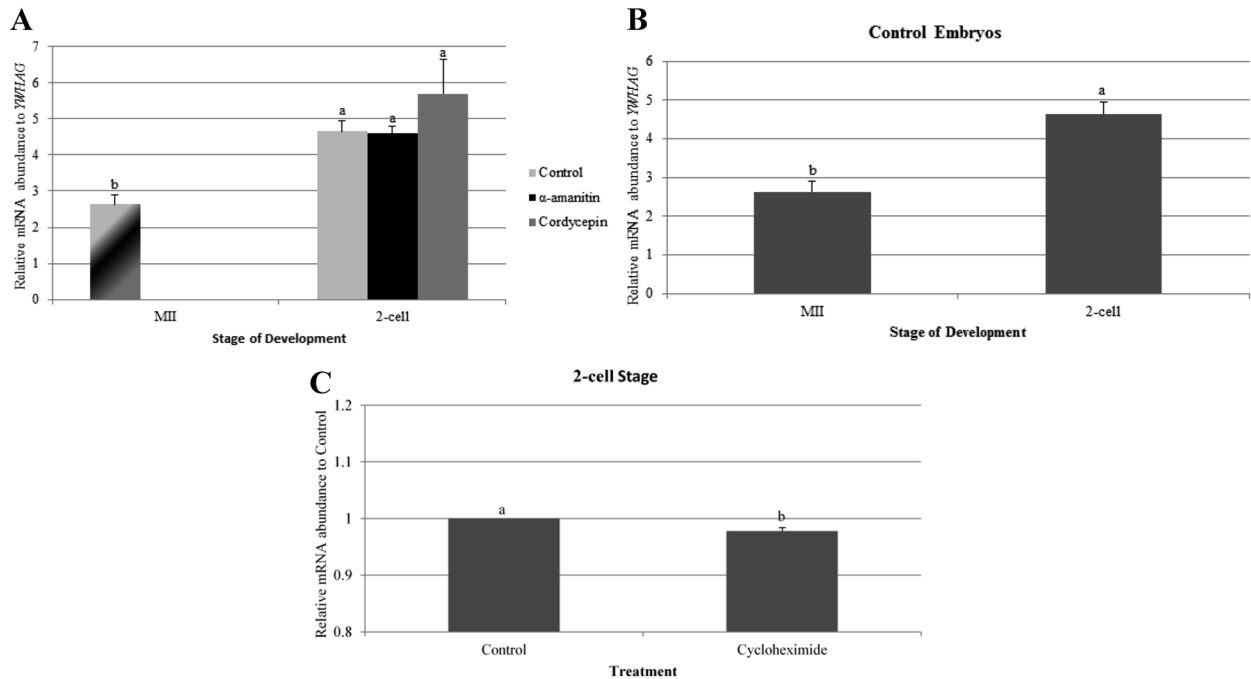 A
Relative mRNA abundance to YWHAG
7
6
5
4
3
2
1
0
b
a
a
a
MII
2-cell
Stage of Development
Control
α-amanitin
Cordycepin
B
Control Embryos
Relative mRNA abundance to YWHAG
6
5
4
3
2
1
0
b
a
MII
2-cell
Stage of Development
C
2-cell Stage
Relative mRNA abundance to Control
1.2
1.1
1
0.9
0.8
a
b
Control
Cycloheximide
Treatment